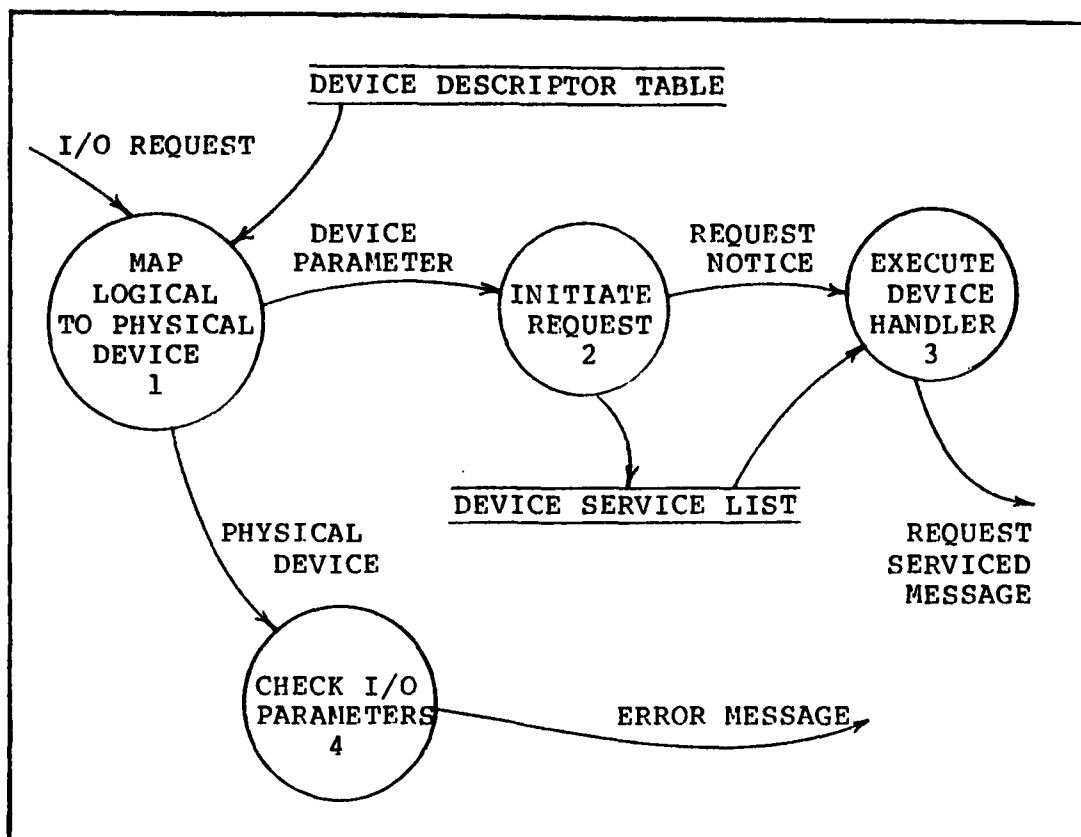 DEVICE DESCRIPTOR TABLE
I/O REQUEST
MAP
LOGICAL
TO PHYSICAL
DEVICE
1
DEVICE
PARAMETER
INITIATE
REQUEST
2
REQUEST
NOTICE
EXECUTE
DEVICE
HANDLER
3
DEVICE SERVICE LIST
PHYSICAL
DEVICE
REQUEST
SERVICED
MESSAGE
CHECK I/O
PARAMETERS
4
ERROR MESSAGE